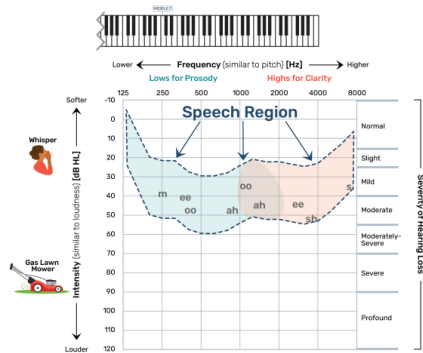 MIDDLE C
Lower Frequency (similar to pitch) [Hz] Higher
Lows for Prosody Highs for Clarity
Softer 125 250 500 1000 2000 4000 8000
-10
Speech Region
0
Normal
10
Whisper
20
Slight
30
Mild
m ee oo oo ah ah ee sh s
40
Moderate
50
Moderately-
Severe
60
70
Severe
80
90
Profound
100
110
120
Gas Lawn
Mower
Louder
Intensity (similar to loudness) [dB HL]
Severity of Hearing Loss